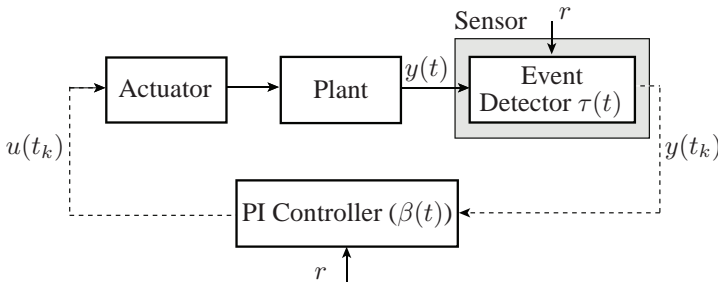 Sensor
r
Actuator
Plant
y(t)
Event
Detector τ(t)
u(t_k)
y(t_k)
PI Controller (β(t))
r